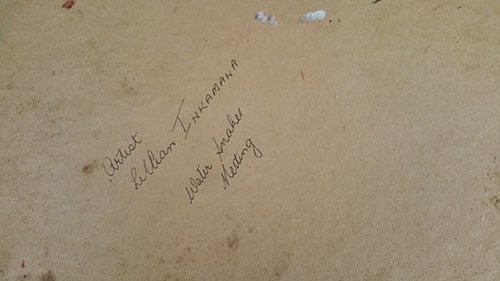 Artist
Lillian INKAMALA
Water Snakes
Meeting